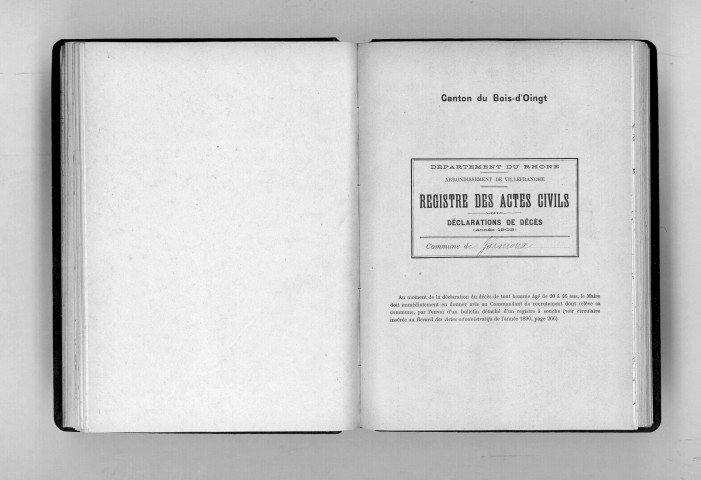 Canton du Bois-d'Oingt
DÉPARTEMENT DU RHONE
ARRONDISSEMENT DE VILLEFRANCHE
REGISTRE DES ACTES CIVILS
DÉCLARATIONS DE DÉCÈS
Commune de Jarnioux
Au moment de la déclaration du décès de tout homme âgé de 20 à 46 ans, le Maire
doit immédiatement en donner avis au Commandant de recrutement dont relève sa
commune, par l'envoi d'un bulletin détaché d'un registre à souche (voir circulaire
insérée au Recueil des Actes administratifs de l'année 1890, page 266).